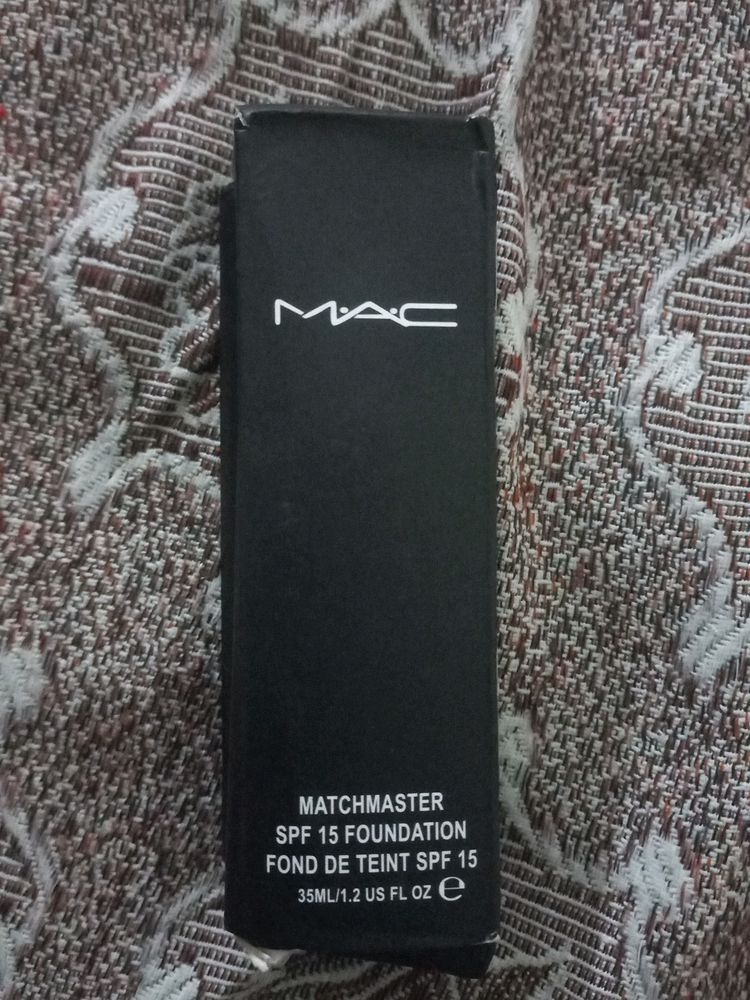 M·A·C
MATCHMASTER
SPF 15 FOUNDATION
FOND DE TEINT SPF 15
35ML/1.2 US FL OZ ℮